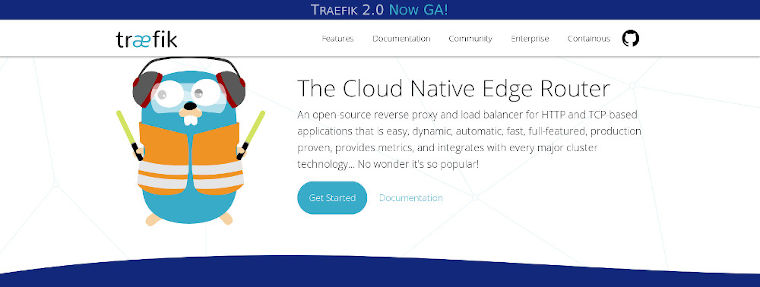 TRAEFIK 2.0 NOW GA!
træfik
Features Documentation Community Enterprise Containous
The Cloud Native Edge Router
An open source reverse proxy and load balancer for HTTP and TCP based
applications that is easy, dynamic, automatic, fast, full-featured, production
proven, provides metrics, and integrates with every major cluster
technology... No wonder it's so popular!
Get Started Documentation